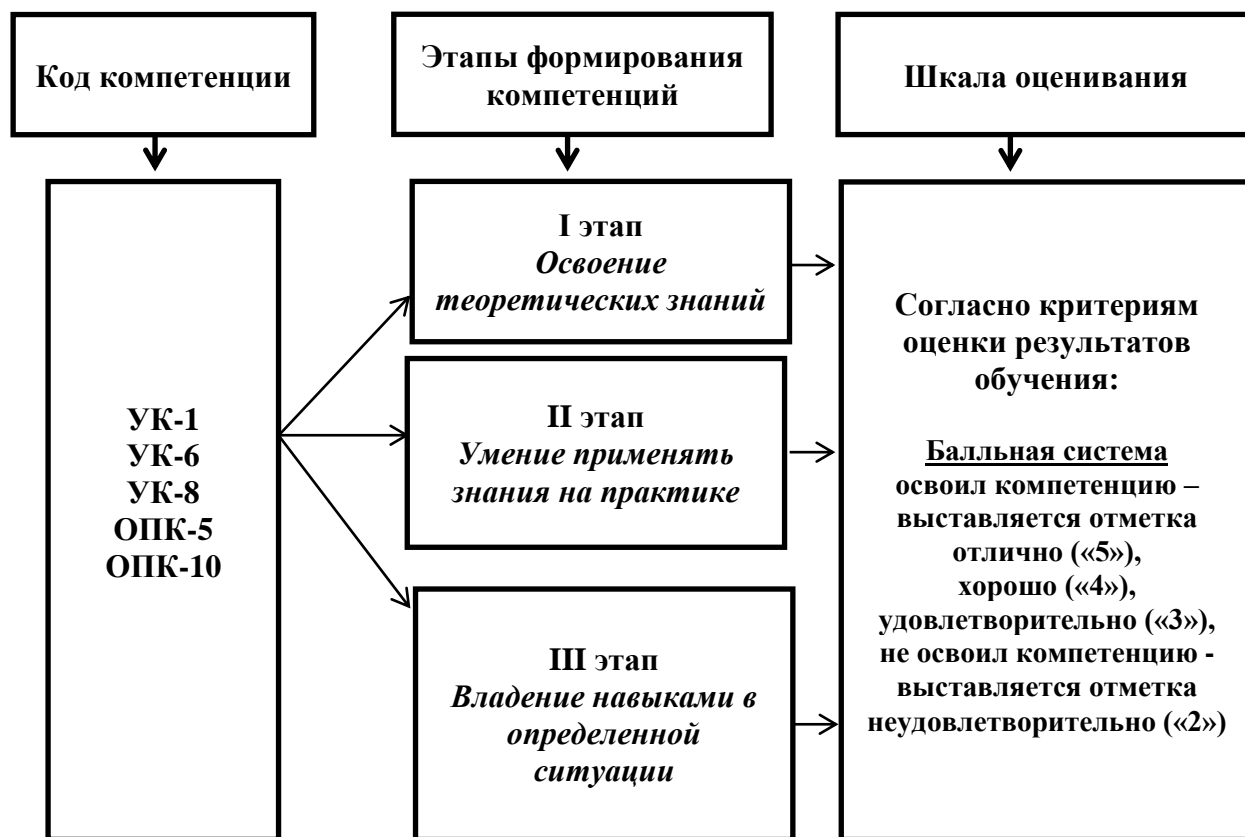 Код компетенции
Этапы формирования
компетенций
Шкала оценивания
УК-1
УК-6
УК-8
ОПК-5
ОПК-10
I этап
Освоение
теоретических знаний
II этап
Умение применять
знания на практике
III этап
Владение навыками в
определенной
ситуации
Согласно критериям
оценки результатов
обучения:
Балльная система
освоил компетенцию –
выставляется отметка
отлично («5»),
хорошо («4»),
удовлетворительно («3»),
не освоил компетенцию -
выставляется отметка
неудовлетворительно («2»)